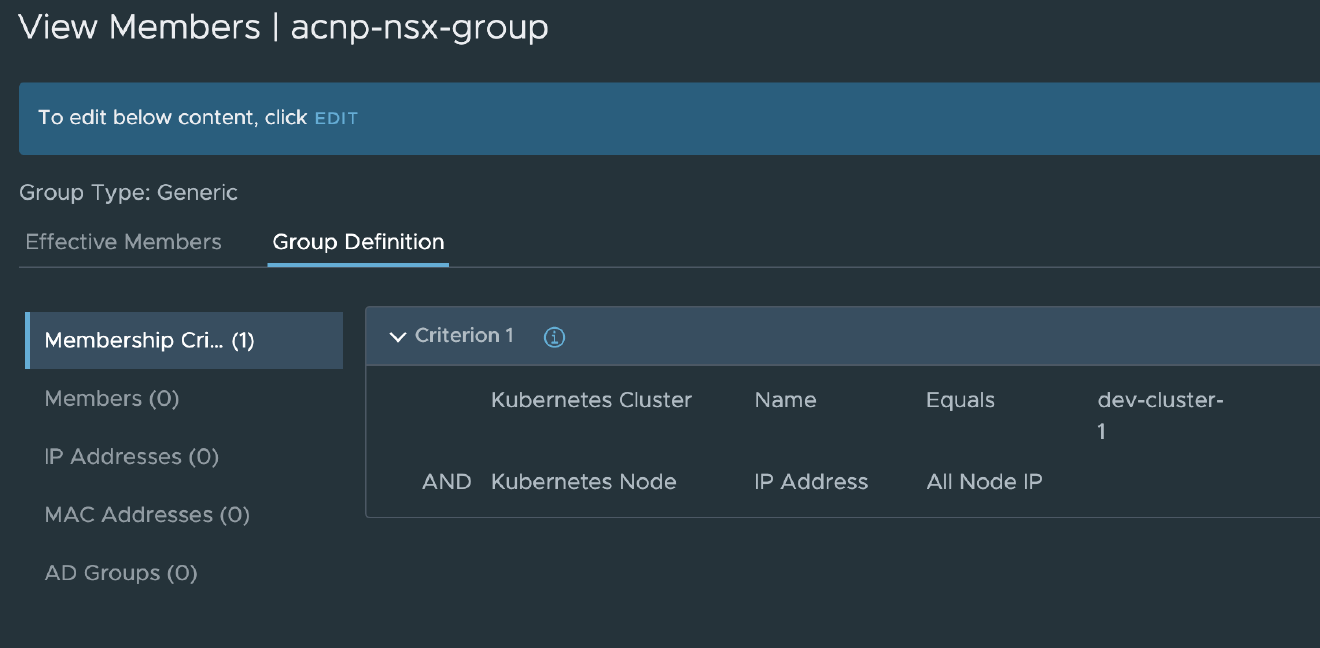 View Members | acnp-nsx-group
To edit below content, click EDIT
Group Type: Generic
Effective Members Group Definition
Membership Cri... (1)
Members (0)
IP Addresses (0)
MAC Addresses (0)
AD Groups (0)
Criterion 1
Kubernetes Cluster Name Equals dev-cluster-
1
AND Kubernetes Node IP Address All Node IP